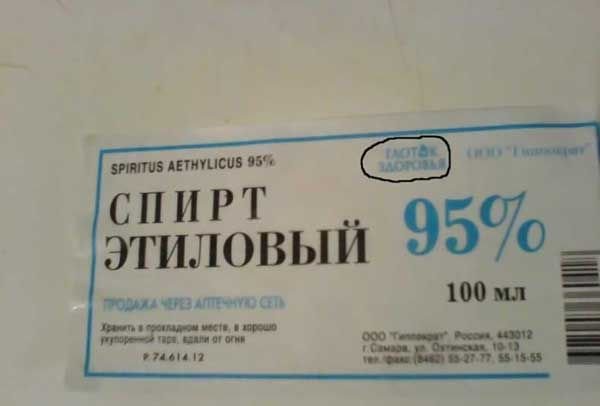 SPIRITUS AETHYLICUS 95%
ГЛОТОК
ЗДОРОВЬЯ
ООО "Гиппократ"
СПИРТ
ЭТИЛОВЫЙ
95%
100 мл
ПРОДАЖА ЧЕРЕЗ АПТЕЧНУЮ СЕТЬ
Хранить в прохладном месте, в хорошо
укупоренной таре, вдали от огня
Р. 74.614.12
ООО "Гиппократ", Россия, 443012
г.Самара, ул. Охтинская, 10-13
тел./факс: (8462) 55-27-77, 55-15-55